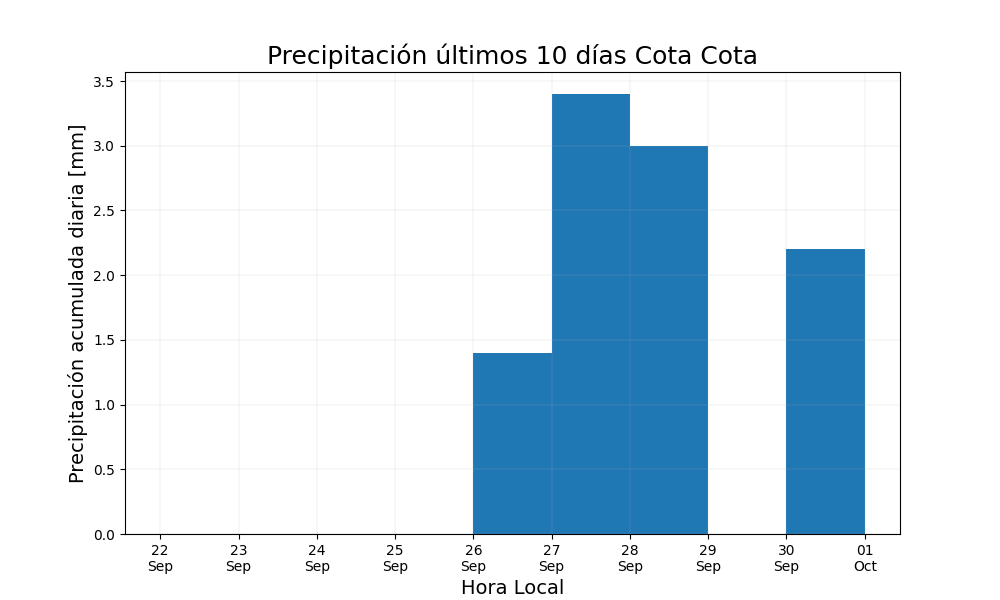 Precipitación últimos 10 días Cota Cota
Precipitación acumulada diaria [mm]
3.5
3.0
2.5
2.0
1.5
1.0
0.5
0.0
22 23 24 25 26 27 28 29 30 01
Sep Sep Sep Sep Sep Sep Sep Sep Sep Oct
Hora Local